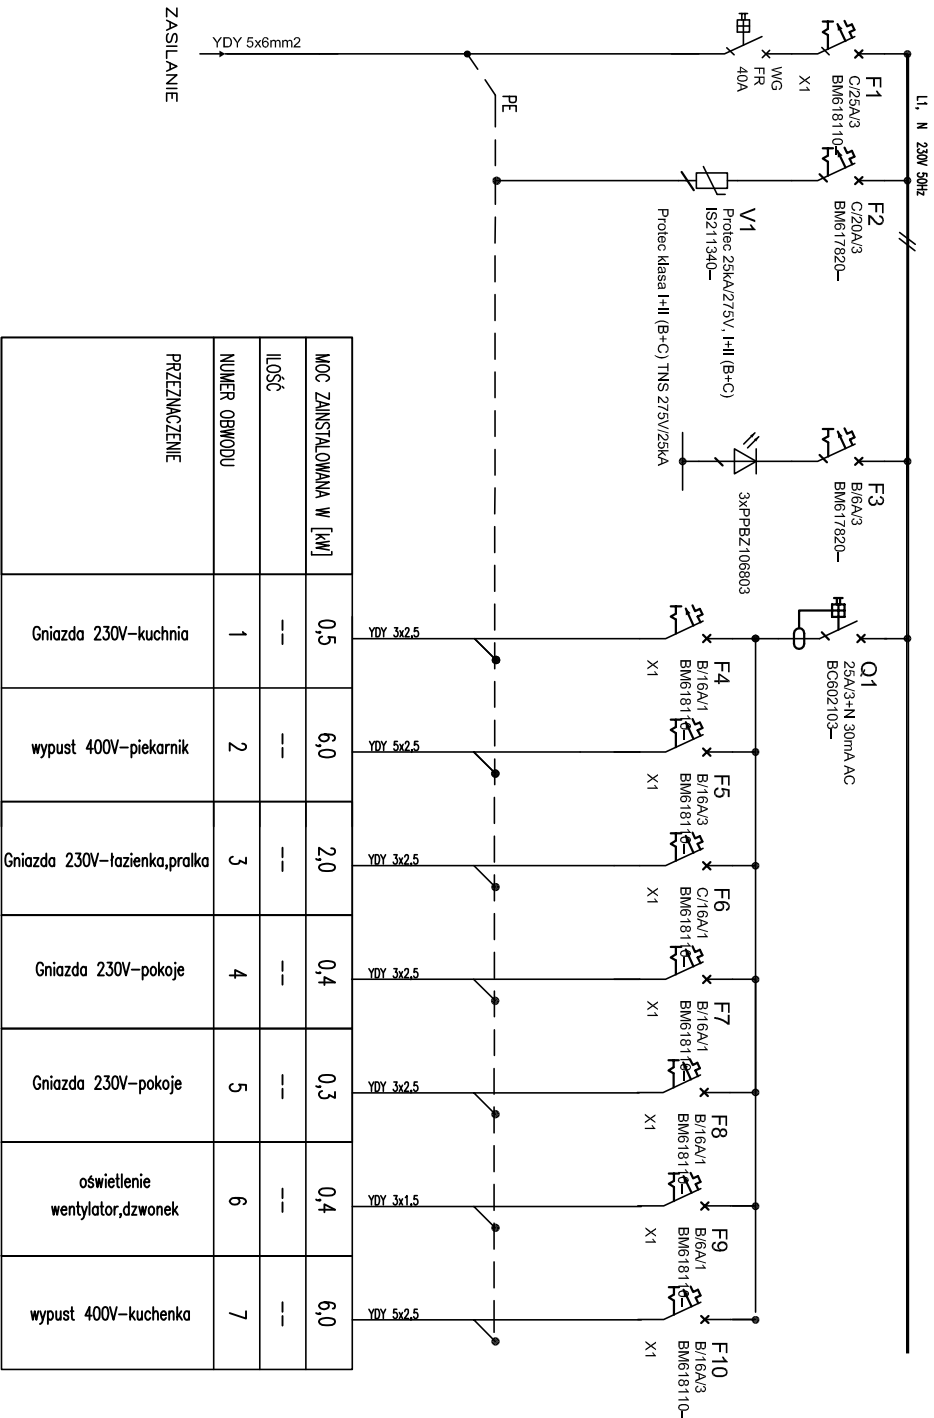 L1, N 230V 50Hz
F1
C/25A/3
BM618110–
X1
WG
FR
40A
YDY 5x6mm2
ZASILANIE
PE
F2
C/20A/3
BM617820–
V1
Protec 25kA/275V, I+II (B+C)
IS211340–
Protec klasa I+II (B+C) TNS 275V/25kA
F3
B/6A/3
BM617820–
3xPPBZ106803
Q1
25A/3+N 30mA AC
BC602103–
F4
B/16A/1
BM618110–
X1
F5
B/16A/3
BM618110–
X1
F6
C/16A/1
BM618110–
X1
F7
B/16A/1
BM618110–
X1
F8
B/16A/1
BM618110–
X1
F9
B/6A/1
BM618110–
X1
F10
B/16A/3
BM618110–
X1
YDY 3x2.5
YDY 5x2.5
YDY 3x2.5
YDY 3x2.5
YDY 3x2.5
YDY 3x1.5
YDY 5x2.5
MOC ZAINSTALOWANA W [kW] 0,5 6,0 2,0 0,4 0,3 0,4 6,0
ILOŚĆ -- -- -- -- -- -- --
NUMER OBWODU 1 2 3 4 5 6 7
PRZEZNACZENIE
Gniazda 230V–kuchnia
wypust 400V–piekarnik
Gniazda 230V–łazienka,pralka
Gniazda 230V–pokoje
Gniazda 230V–pokoje
oświetlenie
wentylator,dzwonek
wypust 400V–kuchenka